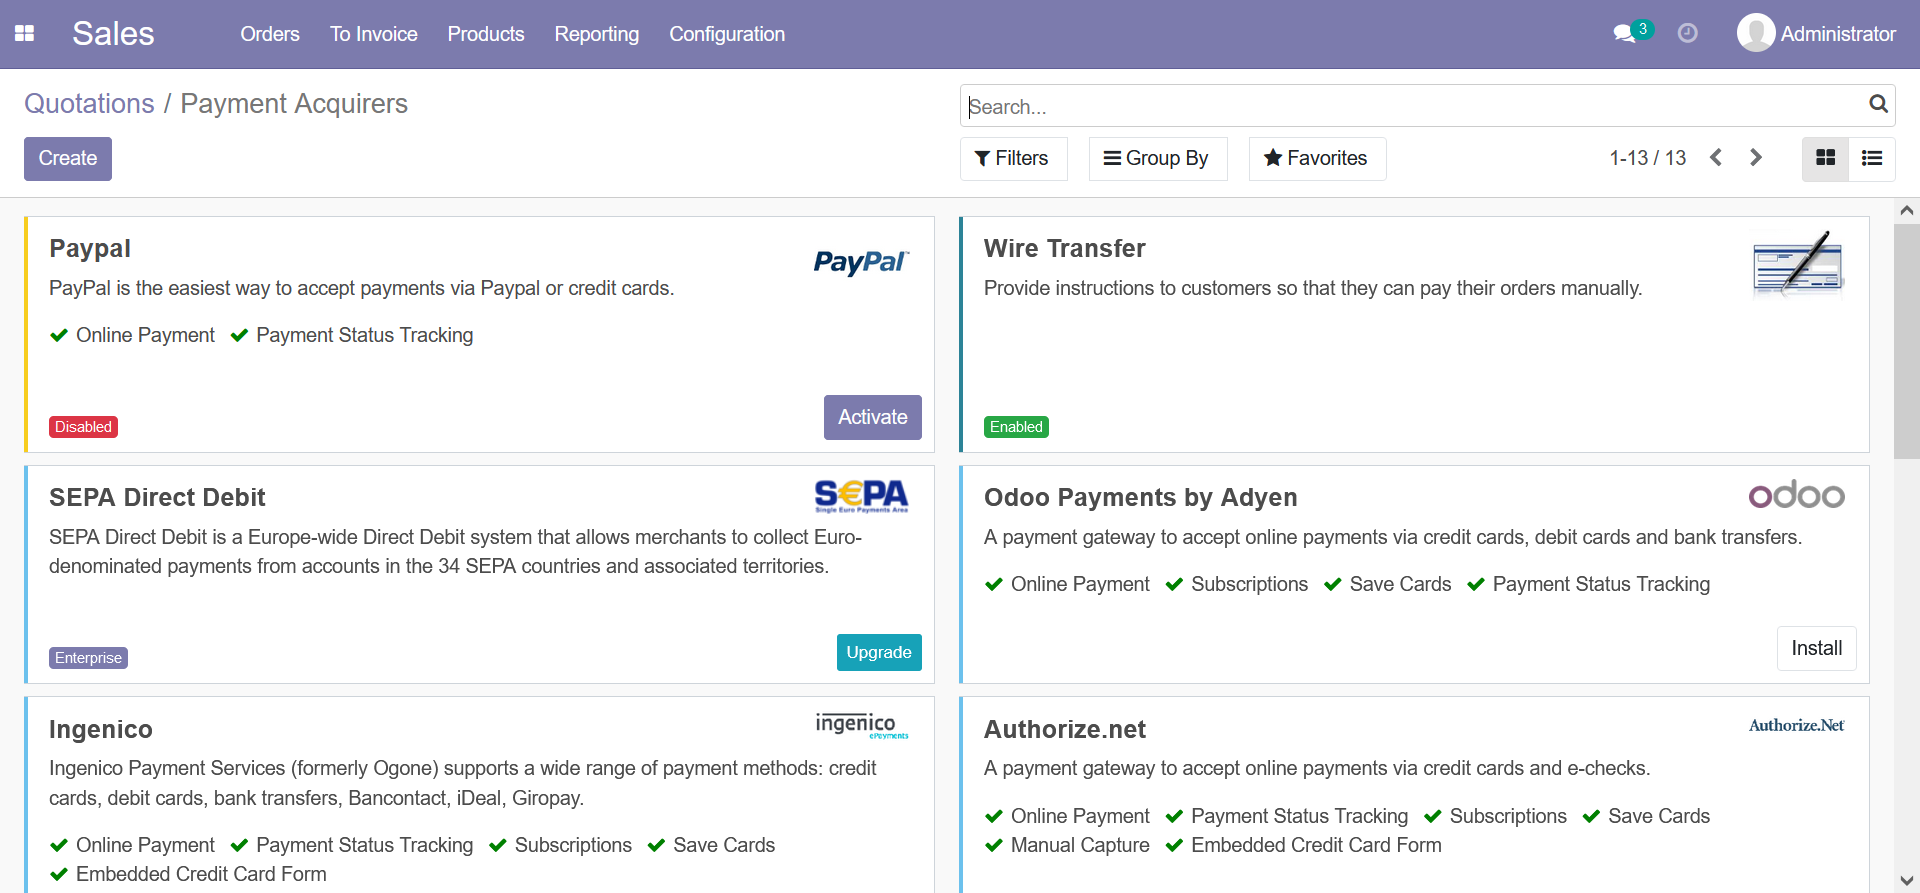 Sales
Orders To Invoice Products Reporting Configuration
3
Administrator
Quotations / Payment Acquirers
Search...
Create
Filters Group By Favorites
1-13 / 13
Paypal
PayPal™
PayPal is the easiest way to accept payments via Paypal or credit cards.
Online Payment Payment Status Tracking
Disabled
Activate
Wire Transfer
Provide instructions to customers so that they can pay their orders manually.
Enabled
SEPA Direct Debit
S€PA
Single Euro Payments Area
SEPA Direct Debit is a Europe-wide Direct Debit system that allows merchants to collect Euro-
denominated payments from accounts in the 34 SEPA countries and associated territories.
Enterprise
Upgrade
Odoo Payments by Adyen
odoo
A payment gateway to accept online payments via credit cards, debit cards and bank transfers.
Online Payment Subscriptions Save Cards Payment Status Tracking
Install
Ingenico
ingenico
ePayments
Ingenico Payment Services (formerly Ogone) supports a wide range of payment methods: credit
cards, debit cards, bank transfers, Bancontact, iDeal, Giropay.
Online Payment Payment Status Tracking Subscriptions Save Cards
Embedded Credit Card Form
Authorize.net
Authorize.Net
A payment gateway to accept online payments via credit cards and e-checks.
Online Payment Payment Status Tracking Subscriptions Save Cards
Manual Capture Embedded Credit Card Form